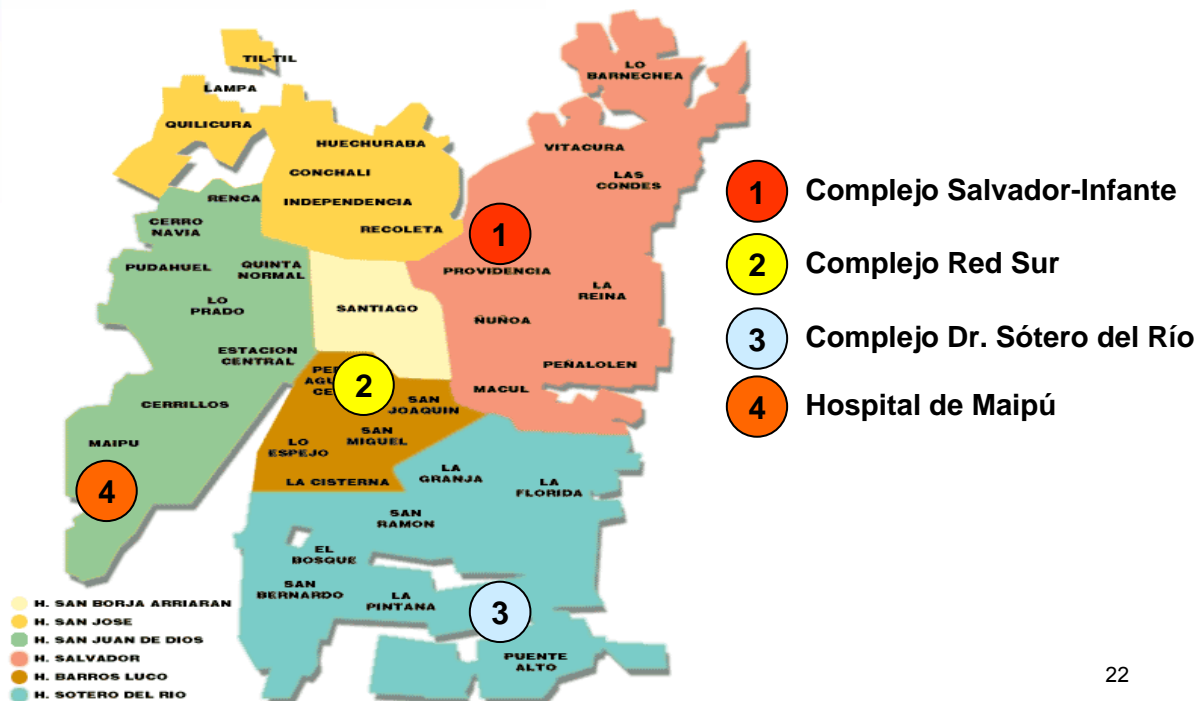 TIL-TIL
LAMPA
QUILICURA
HUECHURABA
CONCHALI
RENCA
INDEPENDENCIA
RECOLETA
LO
BARNECHEA
VITACURA
LAS
CONDES
CERRO
NAVIA
PUDAHUEL
QUINTA
NORMAL
LO
PRADO
ESTACION
CENTRAL
CERRILLOS
MAIPU
SANTIAGO
1
PROVIDENCIA
LA
REINA
ÑUÑOA
PEÑALOLEN
MACUL
2
SAN
JOAQUIN
SAN
MIGUEL
LO
ESPEJO
LA CISTERNA
4
LA
GRANJA
LA
FLORIDA
SAN
RAMON
EL
BOSQUE
SAN
BERNARDO
LA
PINTANA
3
PUENTE
ALTO
1 Complejo Salvador-Infante
2 Complejo Red Sur
3 Complejo Dr. Sótero del Río
4 Hospital de Maipú
H. SAN BORJA ARRIARAN
H. SAN JOSE
H. SAN JUAN DE DIOS
H. SALVADOR
H. BARROS LUCO
H. SOTERO DEL RIO
22